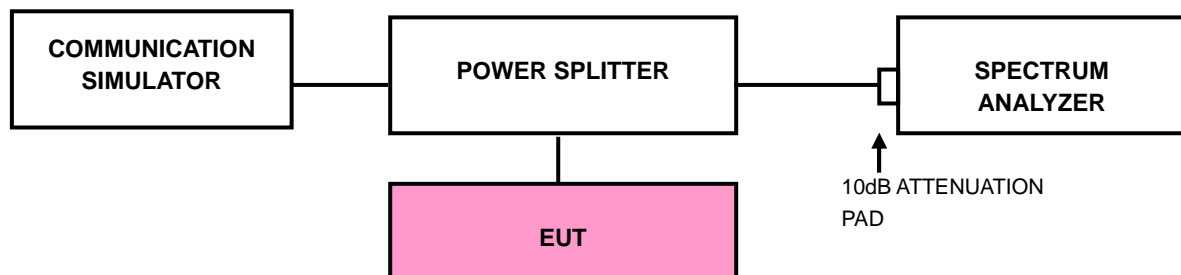 COMMUNICATION
SIMULATOR
POWER SPLITTER
SPECTRUM
ANALYZER
10dB ATTENUATION
PAD
EUT